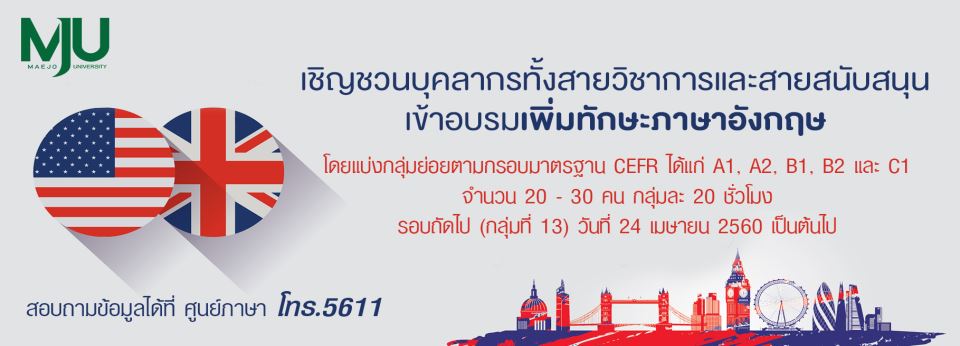 MJU
MAEJO UNIVERSITY
เชิญชวนบุคลากรทั้งสายวิชาการและสายสนับสนุน
เข้าอบรมเพิ่มทักษะภาษาอังกฤษ
โดยแบ่งกลุ่มย่อยตามกรอบมาตรฐาน CEFR ได้แก่ A1, A2, B1, B2 และ C1
จำนวน 20 - 30 คน กลุ่มละ 20 ชั่วโมง
รอบถัดไป (กลุ่มที่ 13) วันที่ 24 เมษายน 2560 เป็นต้นไป
สอบถามข้อมูลได้ที่ ศูนย์ภาษา โทร.5611